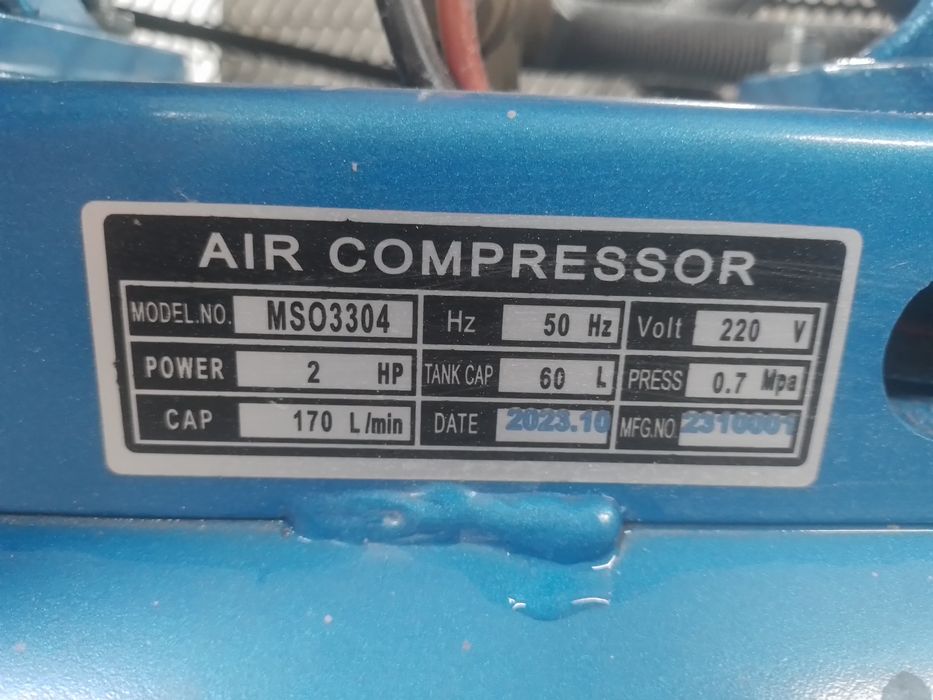 AIR COMPRESSOR
MODEL.NO. MSO3304 Hz 50 Hz Volt 220 V
POWER 2 HP TANK CAP 60 L PRESS 0.7 Mpa
CAP 170 L/min DATE 2023.10 MFG.NO. 2310001